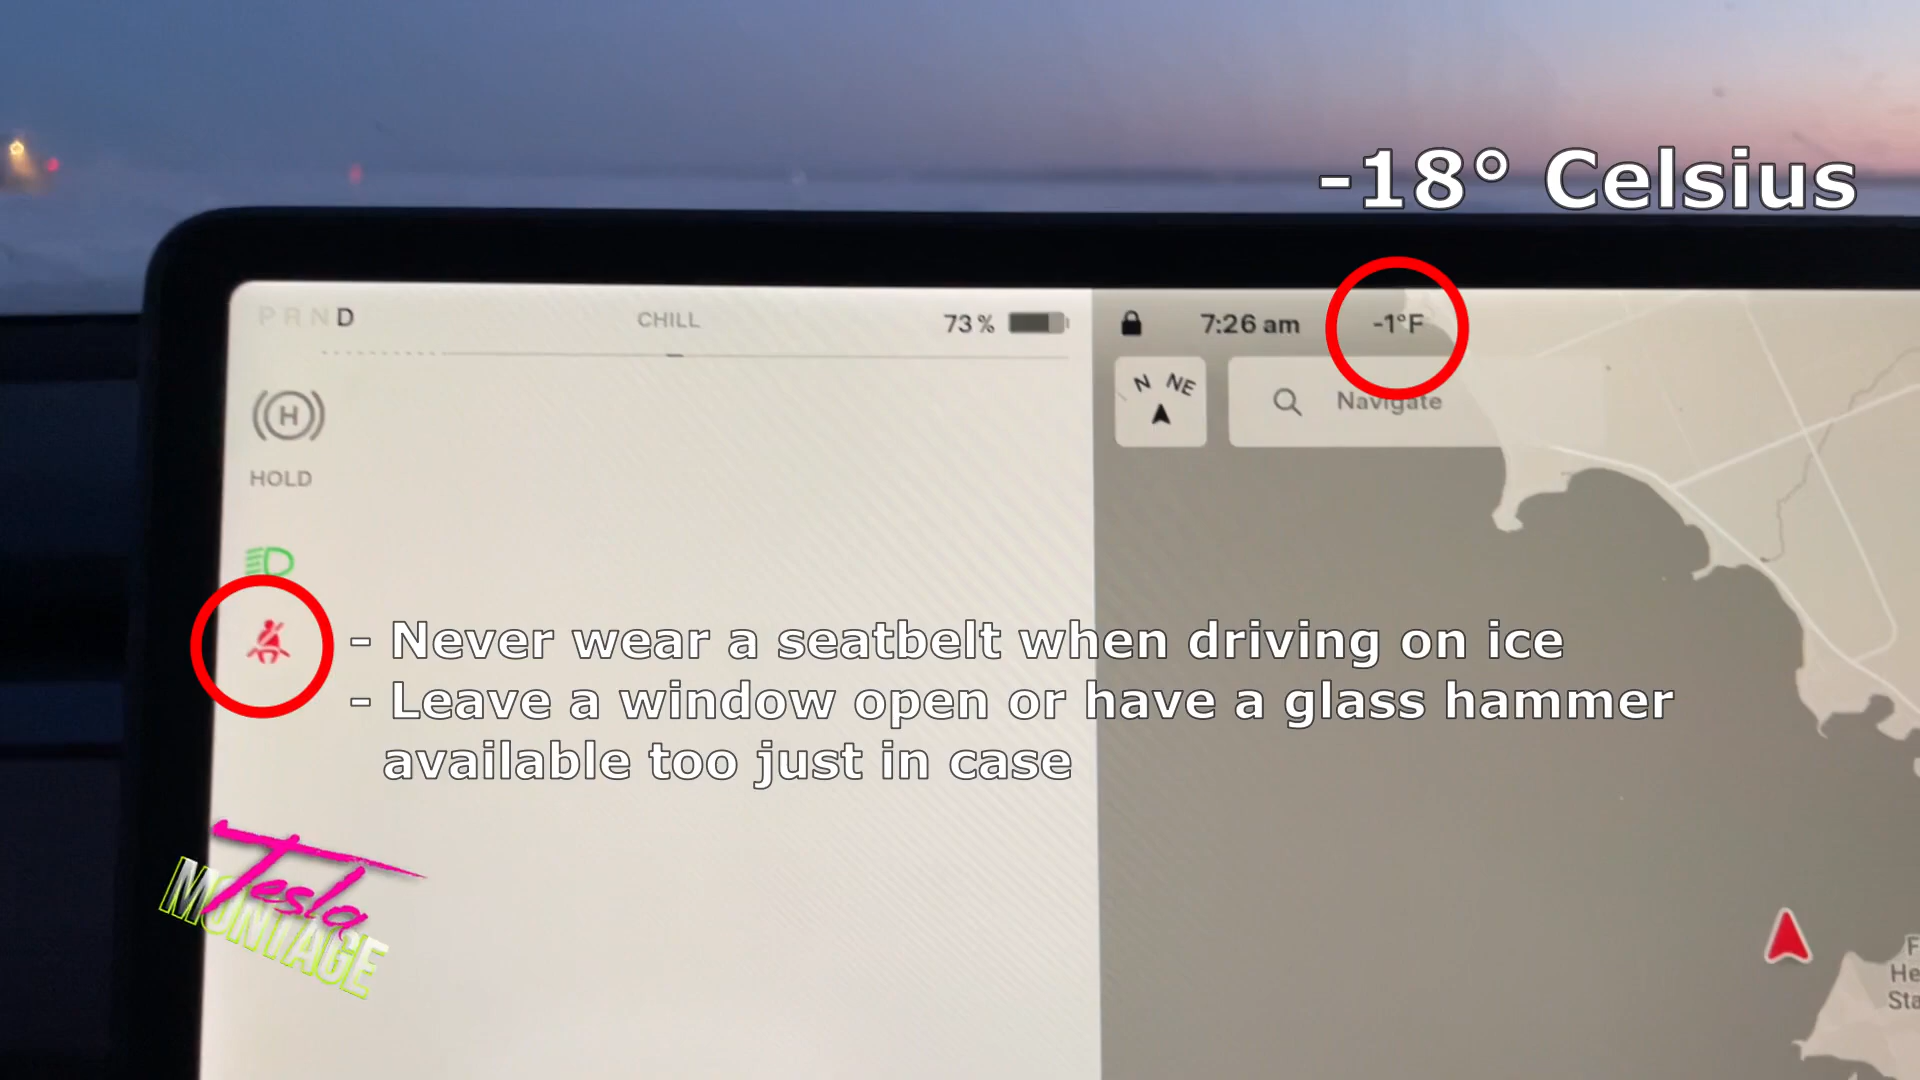 -18° Celsius
P R N D
CHILL
73 %
7:26 am
-1°F
N NE
Navigate
H
HOLD
- Never wear a seatbelt when driving on ice
- Leave a window open or have a glass hammer
available too just in case
Tesla
MONTAGE